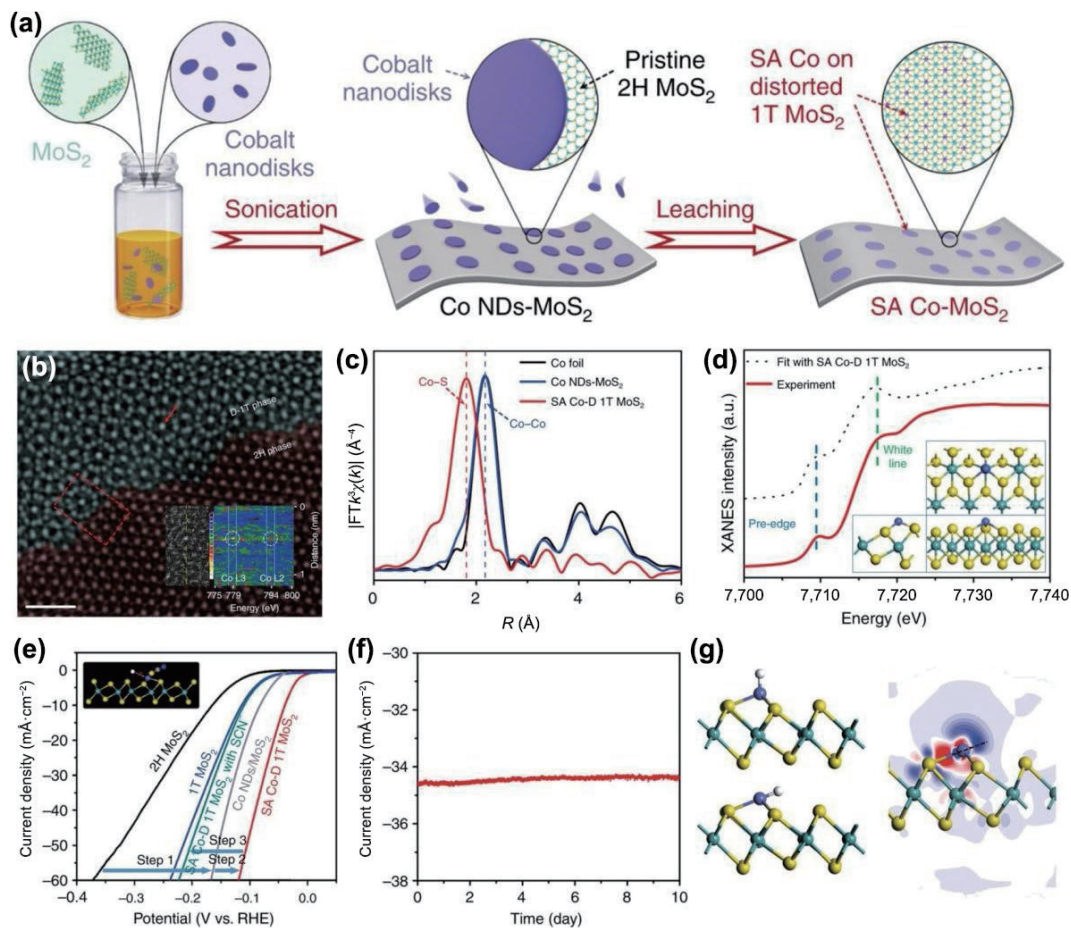 (a)
MoS2
Cobalt
nanodisks
Sonication
Cobalt
nanodisks
Pristine
2H MoS2
Co NDs-MoS2
Leaching
SA Co on
distorted
1T MoS2
SA Co-MoS2
(b)
D-1T phase
2H phase
Co L3
Co L2
775 779 794 800
Energy (eV)
0
1
Distance (nm)
(c)
Co foil
Co NDs-MoS2
SA Co-D 1T MoS2
Co–S
Co–Co
|FTk³χ(k)| (Å⁻⁴)
0 2 4 6
R (Å)
(d)
Fit with SA Co-D 1T MoS2
Experiment
White
line
Pre-edge
XANES intensity (a.u.)
7,700 7,710 7,720 7,730 7,740
Energy (eV)
(e)
0
−10
−20
−30
−40
−50
−60
Current density (mA·cm⁻²)
2H MoS2
1T MoS2
SA Co-D 1T MoS2 with SCN
Co NDs/MoS2
SA Co-D 1T MoS2
Step 3
Step 1
Step 2
−0.4 −0.3 −0.2 −0.1 0.0
Potential (V vs. RHE)
(f)
−30
−32
−34
−36
−38
Current density (mA·cm⁻²)
0 2 4 6 8 10
Time (day)
(g)